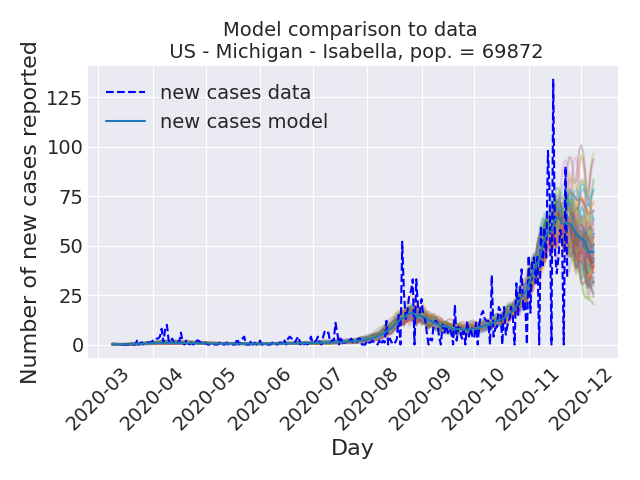 Model comparison to data
US - Michigan - Isabella, pop. = 69872
Number of new cases reported
new cases data
new cases model
125
100
75
50
25
0
2020-03
2020-04
2020-05
2020-06
2020-07
2020-08
2020-09
2020-10
2020-11
2020-12
Day